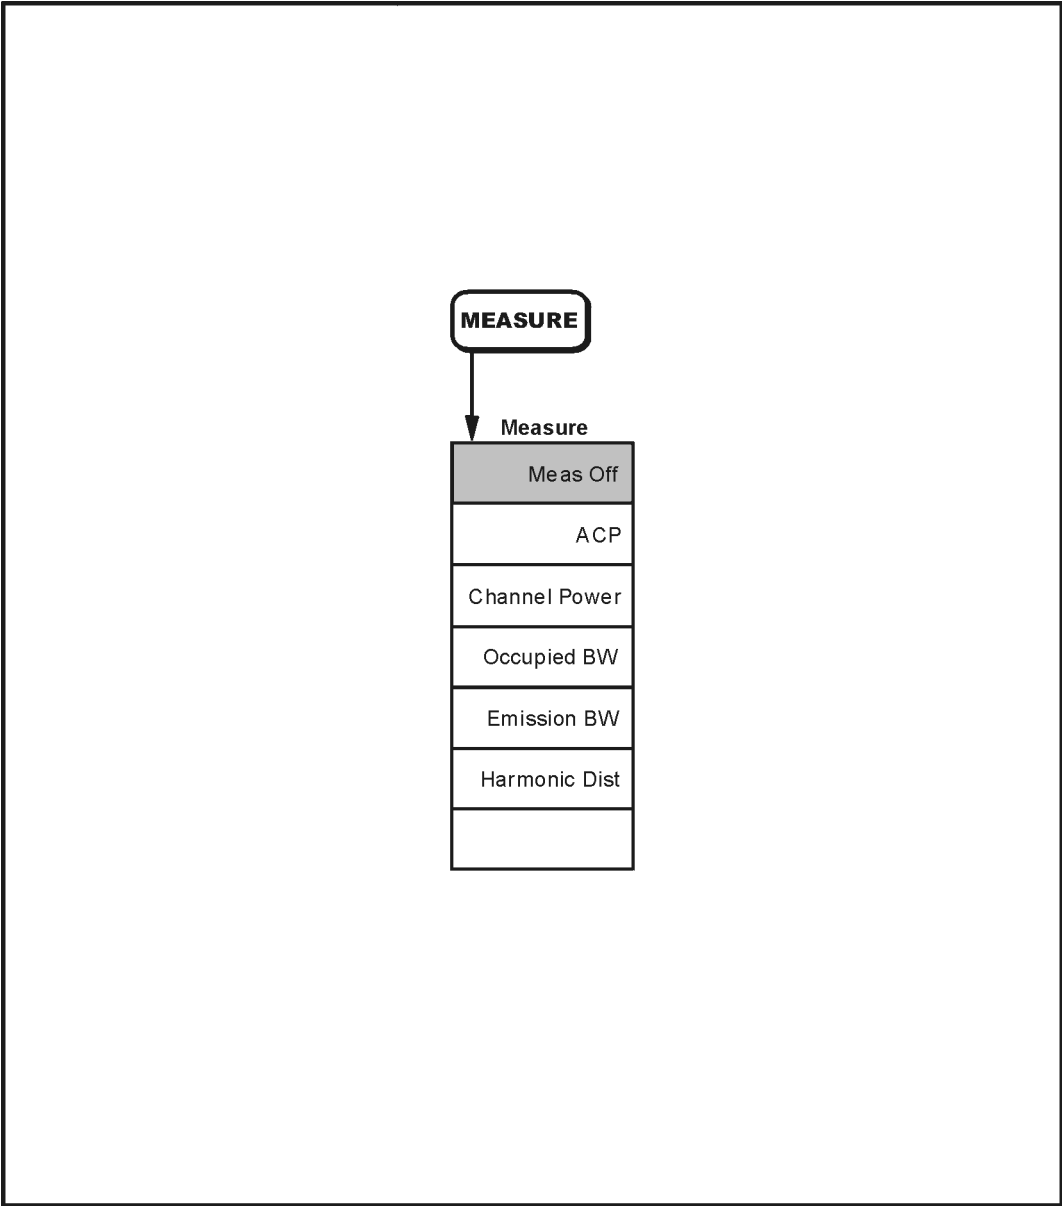 MEASURE
Measure
Meas Off
ACP
Channel Power
Occupied BW
Emission BW
Harmonic Dist